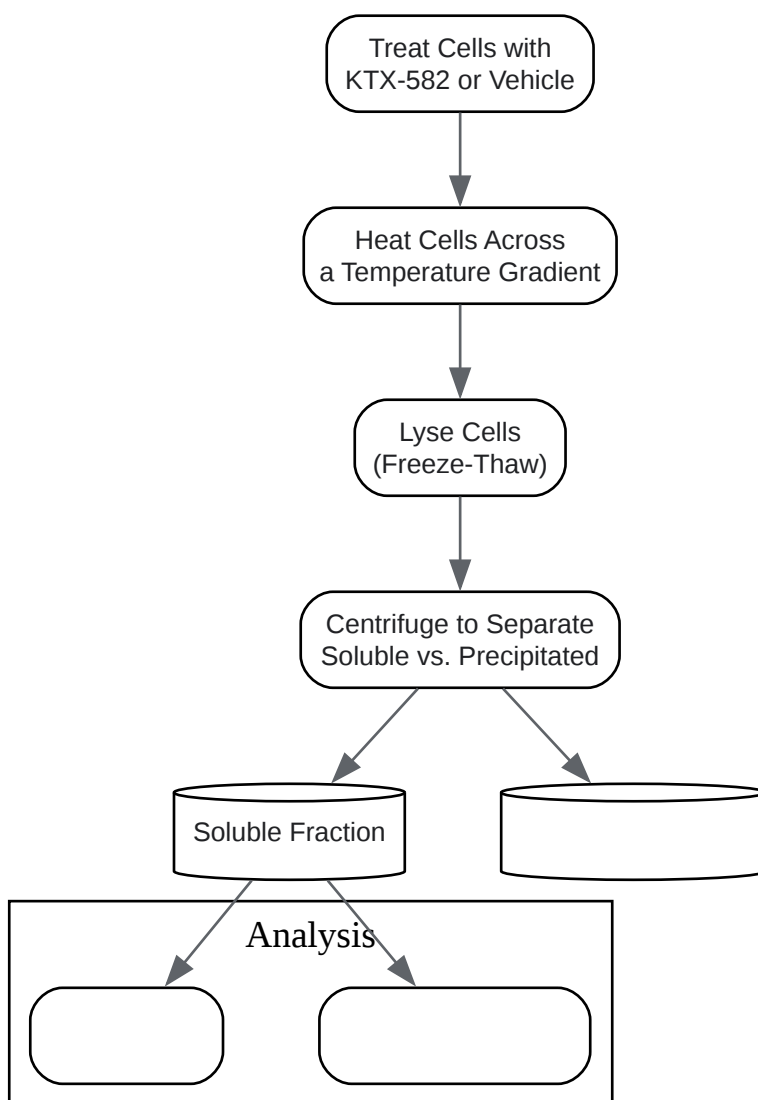 Treat Cells with
KTX-582 or Vehicle
Heat Cells Across
a Temperature Gradient
Lyse Cells
(Freeze-Thaw)
Centrifuge to Separate
Soluble vs. Precipitated
Soluble Fraction
Analysis